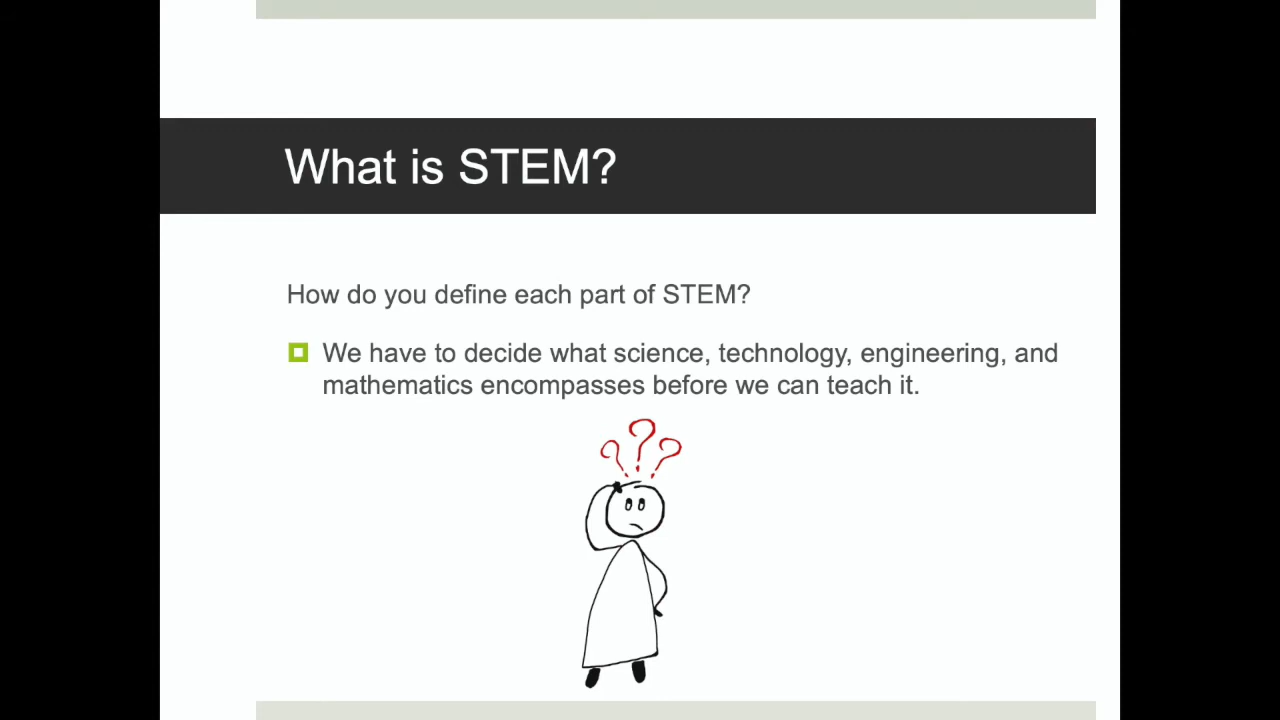 What is STEM?
How do you define each part of STEM?
We have to decide what science, technology, engineering, and
mathematics encompasses before we can teach it.
???